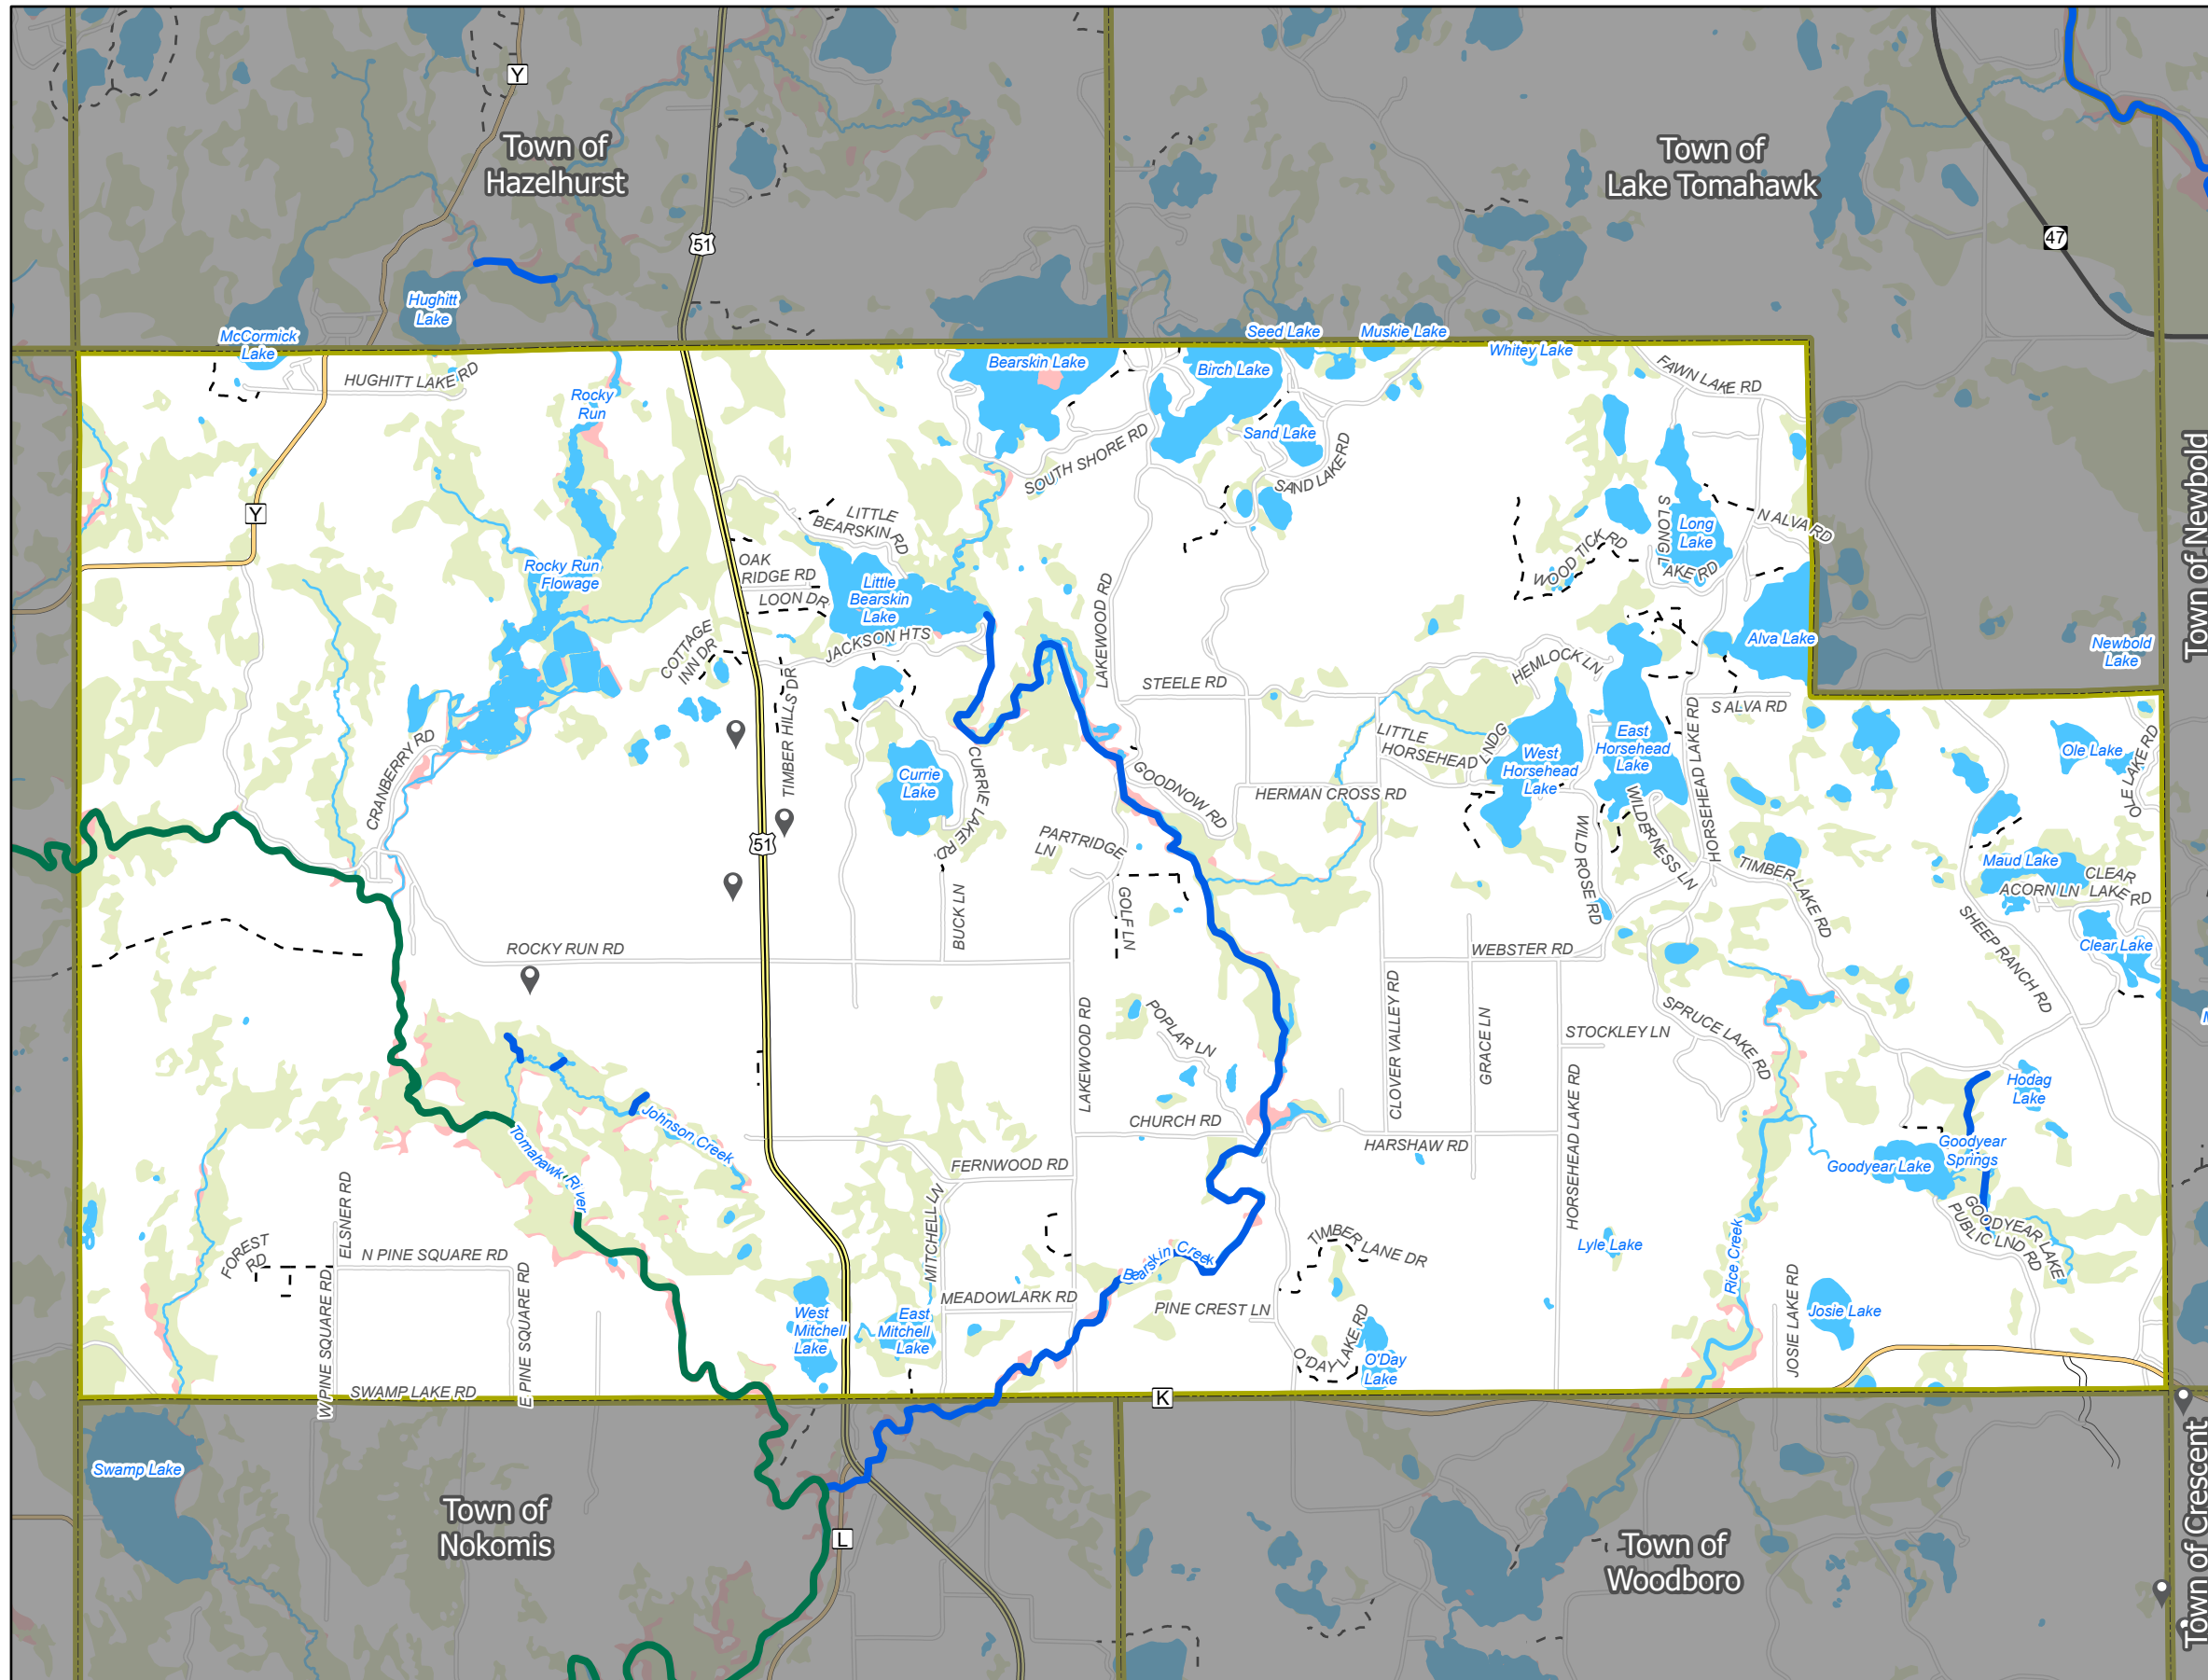 Y
Town of
Hazelhurst
51
Town of
Lake Tomahawk
47
Town of Newbold
Hughitt
Lake
McCormick
Lake
Seed Lake
Muskie Lake
Whitey Lake
Bearskin Lake
Birch Lake
HUGHITT LAKE RD
FAWN LAKE RD
Rocky
Run
Sand Lake
SOUTH SHORE RD
SAND LAKE RD
Y
LITTLE
BEARSKIN RD
S LONG LAKE RD
Long
Lake
N ALVA RD
WOOD TICK RD
OAK
RIDGE RD
LOON DR
Rocky Run
Flowage
Little
Bearskin
Lake
LAKEWOOD RD
JACKSON HTS
COTTAGE
INN DR
Alva Lake
Newbold
Lake
HEMLOCK LN
STEELE RD
S ALVA RD
TIMBER HILLS DR
LITTLE
HORSEHEAD LNDG
West
Horsehead
Lake
East
Horsehead
Lake
HORSEHEAD LAKE RD
Ole Lake
OLE LAKE RD
CRANBERRY RD
Currie
Lake
CURRIE LAKE RD
GOODNOW RD
HERMAN CROSS RD
WILD ROSE RD
WILDERNESS LN
51
PARTRIDGE
LN
TIMBER LAKE RD
Maud Lake
CLEAR
LAKE RD
ACORN LN
BUCK LN
GOLF LN
Clear Lake
SHEEP RANCH RD
ROCKY RUN RD
WEBSTER RD
LAKEWOOD RD
POPLAR LN
CLOVER VALLEY RD
GRACE LN
STOCKLEY LN
SPRUCE LAKE RD
HORSEHEAD LAKE RD
Hodag
Lake
Johnson Creek
Tomahawk River
CHURCH RD
HARSHAW RD
Goodyear
Springs
Goodyear Lake
FERNWOOD RD
MITCHELL LN
ELSNER RD
FOREST
RD
N PINE SQUARE RD
W PINE SQUARE RD
E PINE SQUARE RD
Bearskin Creek
TIMBER LANE DR
Lyle Lake
Rice Creek
GOODYEAR LAKE
PUBLIC LND RD
West
Mitchell
Lake
East
Mitchell
Lake
MEADOWLARK RD
PINE CREST LN
O'DAY LAKE RD
O'Day
Lake
JOSIE LAKE RD
Josie Lake
SWAMP LAKE RD
K
Swamp Lake
Town of
Nokomis
L
Town of
Woodboro
Town of Crescent